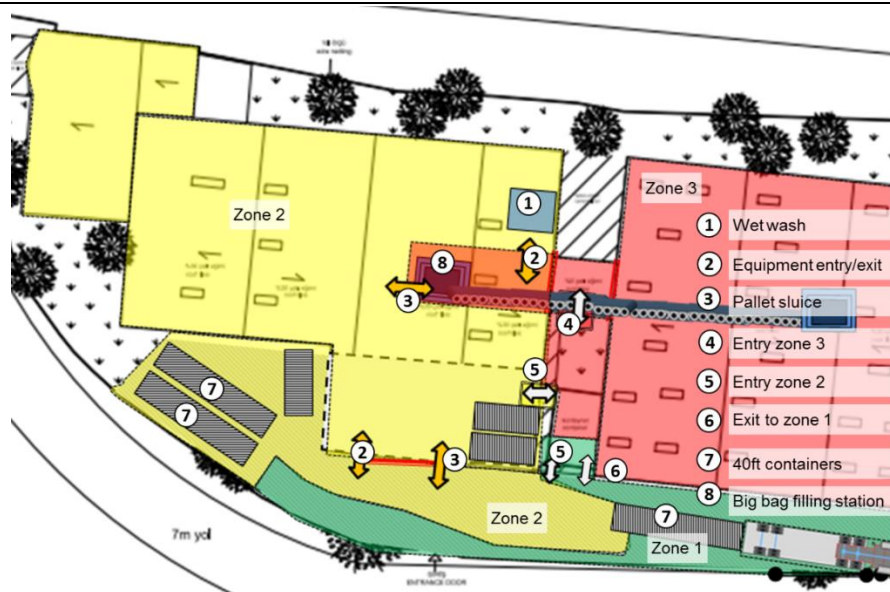 Zone 3
Zone 2
1
1 Wet wash
2 Equipment entry/exit
8
2
3
3 Pallet sluice
4
4 Entry zone 3
5
5 Entry zone 2
7
7
6 Exit to zone 1
2
3
5
6
7 40ft containers
8 Big bag filling station
Zone 2
7
7m yol
Zone 1
ENTRANCE DOOR